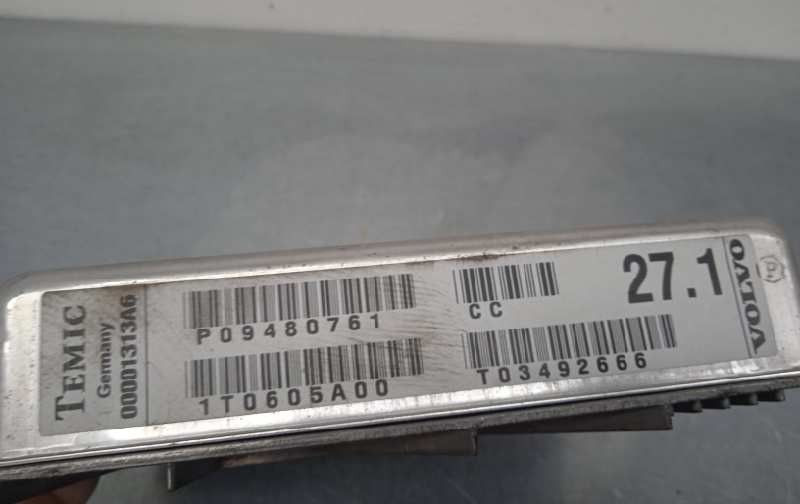 TEMIC
Germany
00001313A6
P09480761
1T0605A00
CC
T03492666
27.1
VOLVO